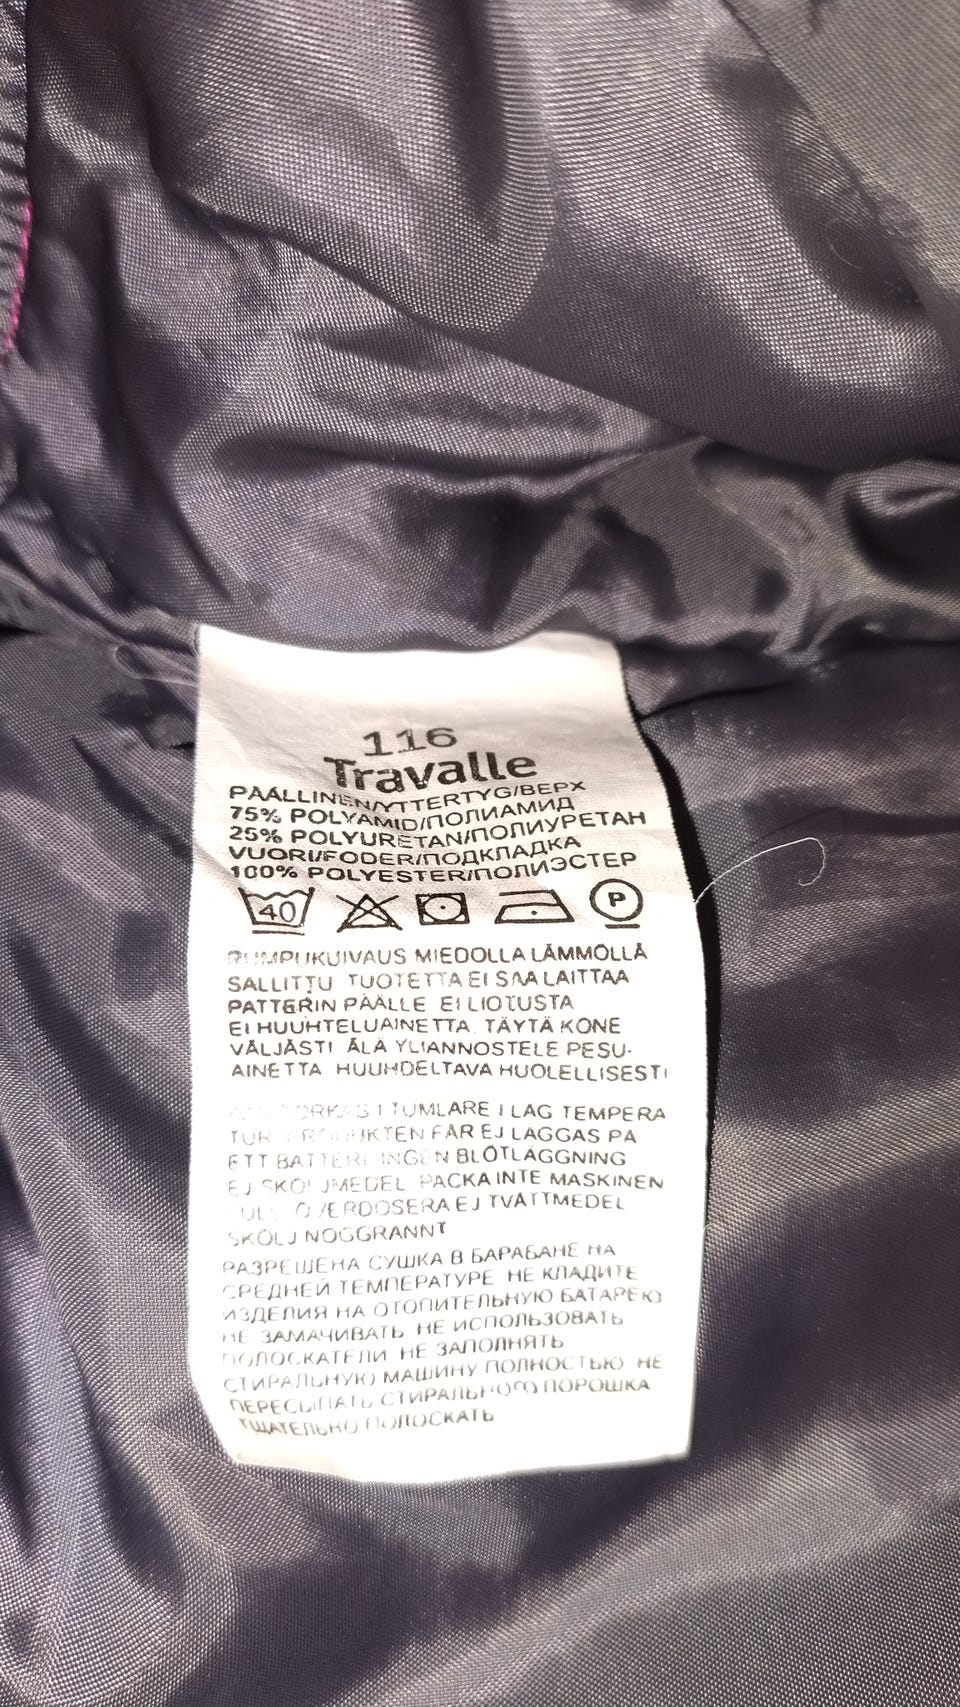 116
Travalle
PÄÄLLINEN/YTTERTYG/ВЕРХ
75% POLYAMID/ПОЛИАМИД
25% POLYURETAN/ПОЛИУРЕТАН
VUORI/FODER/ПОДКЛАДКА
100% POLYESTER/ПОЛИЭСТЕР
40 P
RUMPUKUIVAUS MIEDOLLA LÄMMÖLLÄ
SALLITTU TUOTETTA EI SAA LAITTAA
PATTERIN PÄÄLLE EI LIOTUSTA
EI HUUHTELUAINETTA TÄYTÄ KONE
VÄLJÄSTI ÄLÄ YLIANNOSTELE PESU-
AINETTA HUUHDELTAVA HUOLELLISESTI
I TUMLARE I LAG TEMPERA
TUR PRODUKTEN FÅR EJ LÄGGAS PÅ
ETT BATTERI INGEN BLÖTLÄGGNING
EJ SKÖLJMEDEL PACKA INTE MASKINEN
FULL ÖVERDOSERA EJ TVÄTTMEDEL
SKÖLJ NOGGRANNT
РАЗРЕШЕНА СУШКА В БАРАБАНЕ НА
СРЕДНЕЙ ТЕМПЕРАТУРЕ НЕ КЛАДИТЕ
ИЗДЕЛИЯ НА ОТОПИТЕЛЬНУЮ БАТАРЕЮ
НЕ ЗАМАЧИВАТЬ НЕ ИСПОЛЬЗОВАТЬ
ПОЛОСКАТЕЛИ НЕ ЗАПОЛНЯТЬ
СТИРАЛЬНУЮ МАШИНУ ПОЛНОСТЬЮ НЕ
ПЕРЕСЫПАТЬ СТИРАЛЬНОГО ПОРОШКА
ТЩАТЕЛЬНО ПОЛОСКАТЬ